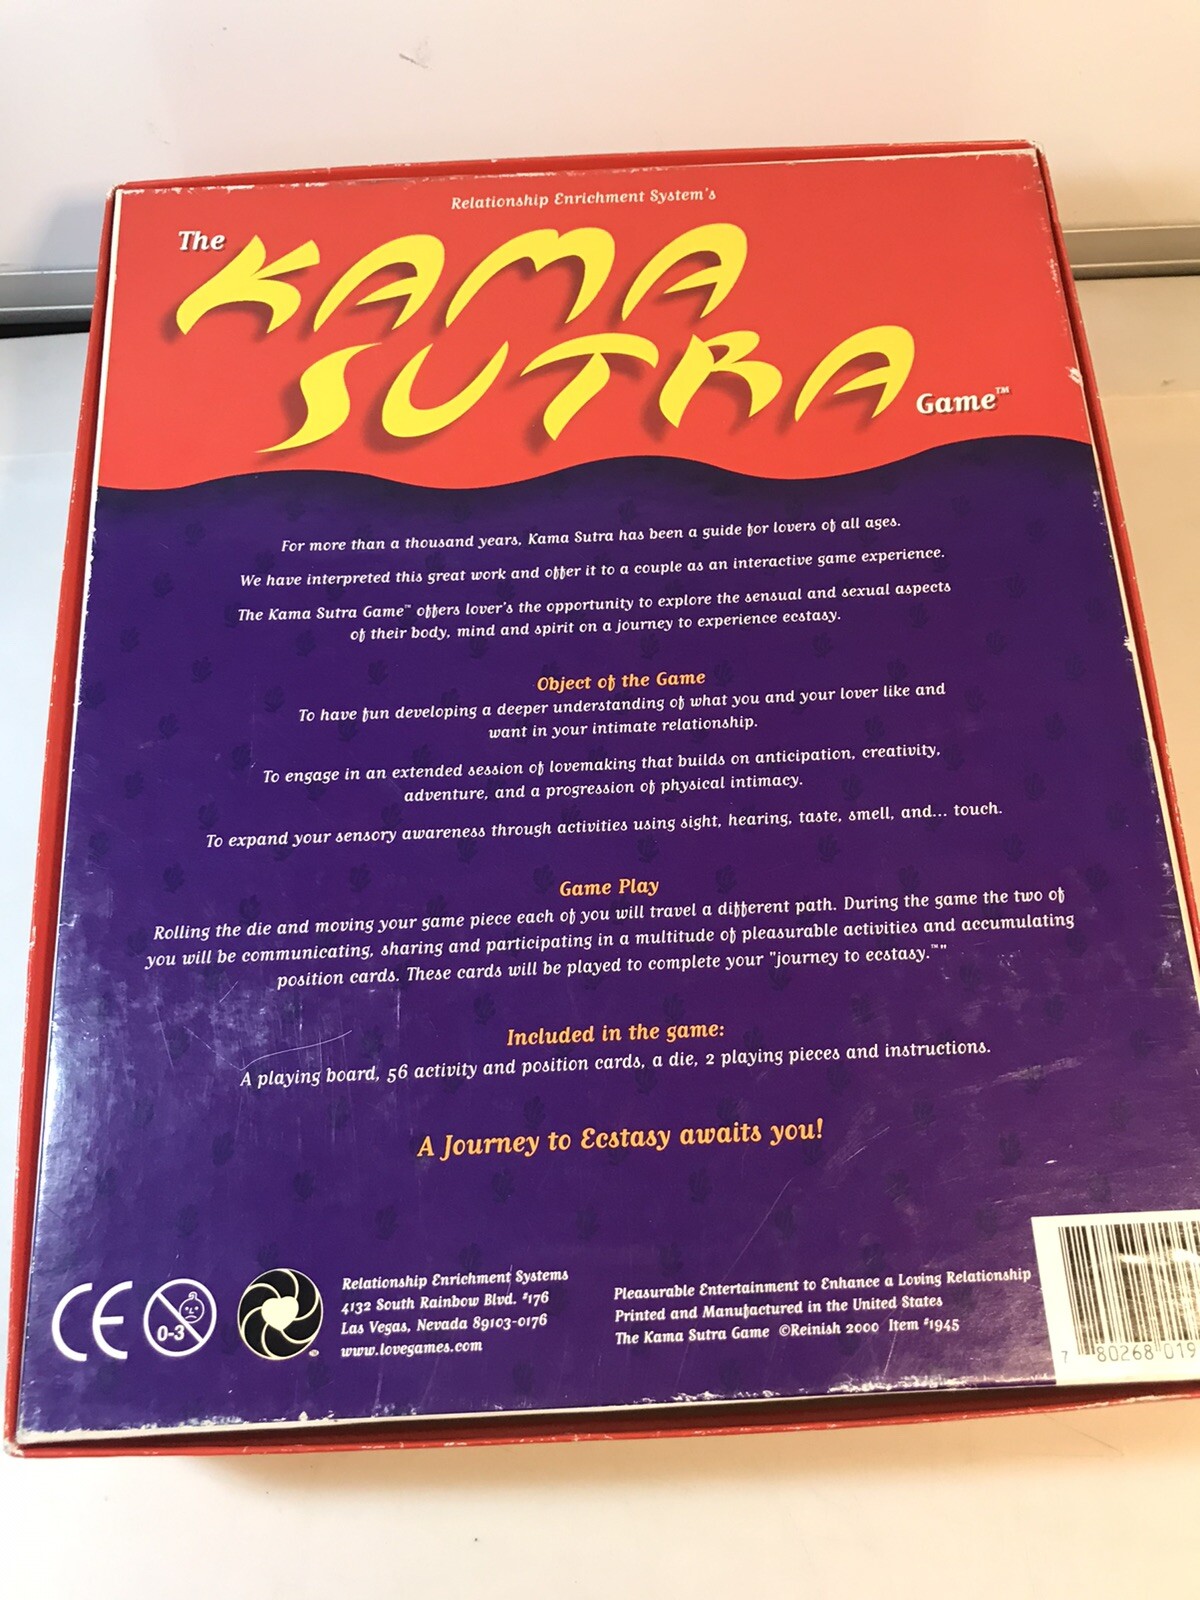 Relationship Enrichment System's
The KAMA
SUTRA Game™
For more than a thousand years, Kama Sutra has been a guide for lovers of all ages.
We have interpreted this great work and offer it to a couple as an interactive game experience.
The Kama Sutra Game™ offers lover's the opportunity to explore the sensual and sexual aspects
of their body, mind and spirit on a journey to experience ecstasy.
Object of the Game
To have fun developing a deeper understanding of what you and your lover like and
want in your intimate relationship.
To engage in an extended session of lovemaking that builds on anticipation, creativity,
adventure, and a progression of physical intimacy.
To expand your sensory awareness through activities using sight, hearing, taste, smell, and... touch.
Game Play
Rolling the die and moving your game piece each of you will travel a different path. During the game the two of
you will be communicating, sharing and participating in a multitude of pleasurable activities and accumulating
position cards. These cards will be played to complete your "journey to ecstasy.™"
Included in the game:
A playing board, 56 activity and position cards, a die, 2 playing pieces and instructions.
A Journey to Ecstasy awaits you!
CE
0-3
Relationship Enrichment Systems
4132 South Rainbow Blvd. #176
Las Vegas, Nevada 89103-0176
www.lovegames.com
Pleasurable Entertainment to Enhance a Loving Relationship
Printed and Manufactured in the United States
The Kama Sutra Game ©Reinish 2000 Item #1945
7 80268 019